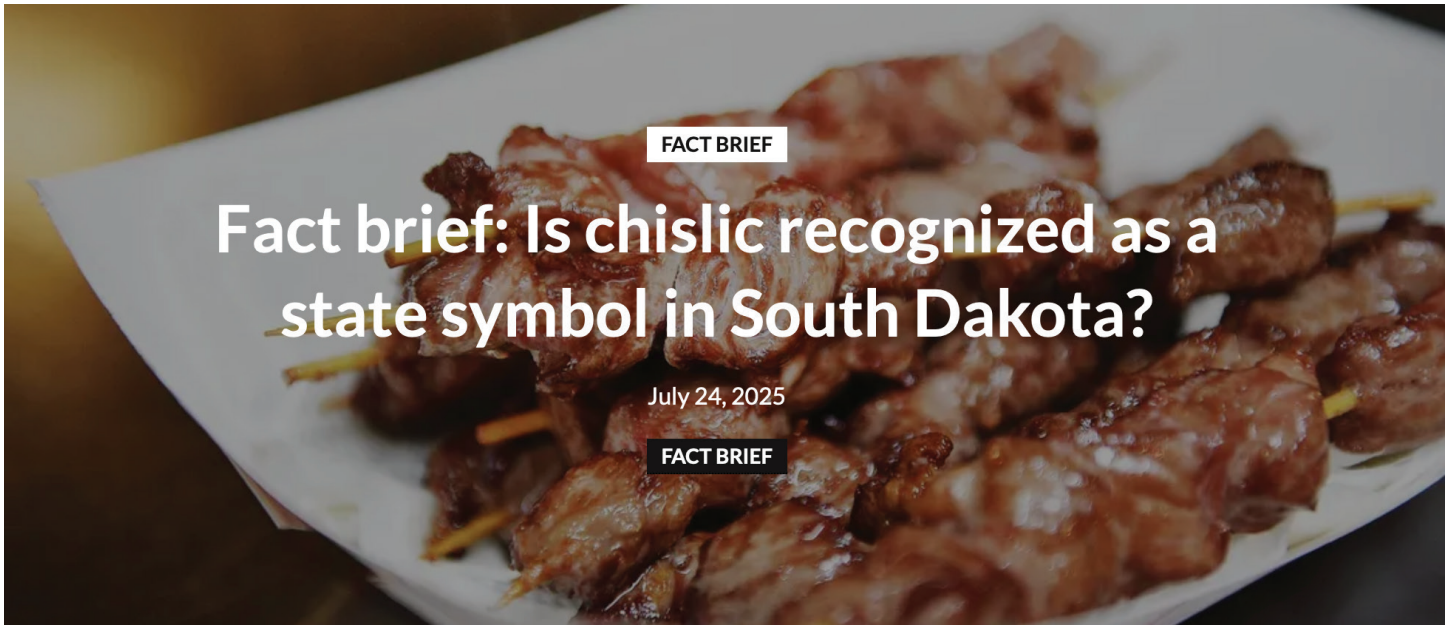 FACT BRIEF
Fact brief: Is chislic recognized as a
state symbol in South Dakota?
July 24, 2025
FACT BRIEF